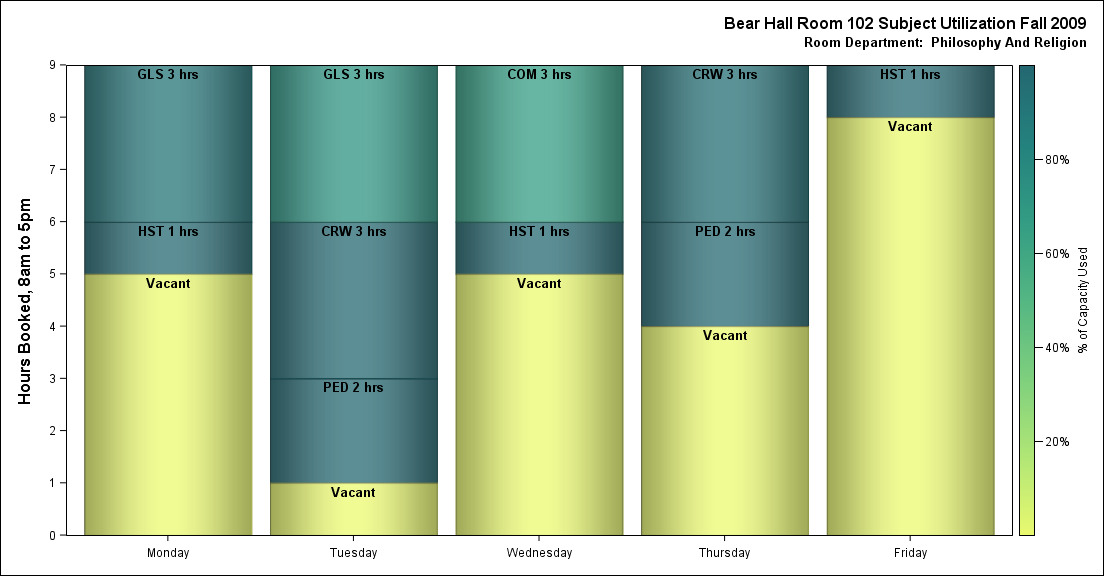 Bear Hall Room 102 Subject Utilization Fall 2009
Room Department:  Philosophy And Religion
Hours Booked, 8am to 5pm
9
8
7
6
5
4
3
2
1
0
GLS 3 hrs
HST 1 hrs
Vacant
GLS 3 hrs
CRW 3 hrs
PED 2 hrs
Vacant
COM 3 hrs
HST 1 hrs
Vacant
CRW 3 hrs
PED 2 hrs
Vacant
HST 1 hrs
Vacant
Monday
Tuesday
Wednesday
Thursday
Friday
80%
60%
40%
20%
% of Capacity Used